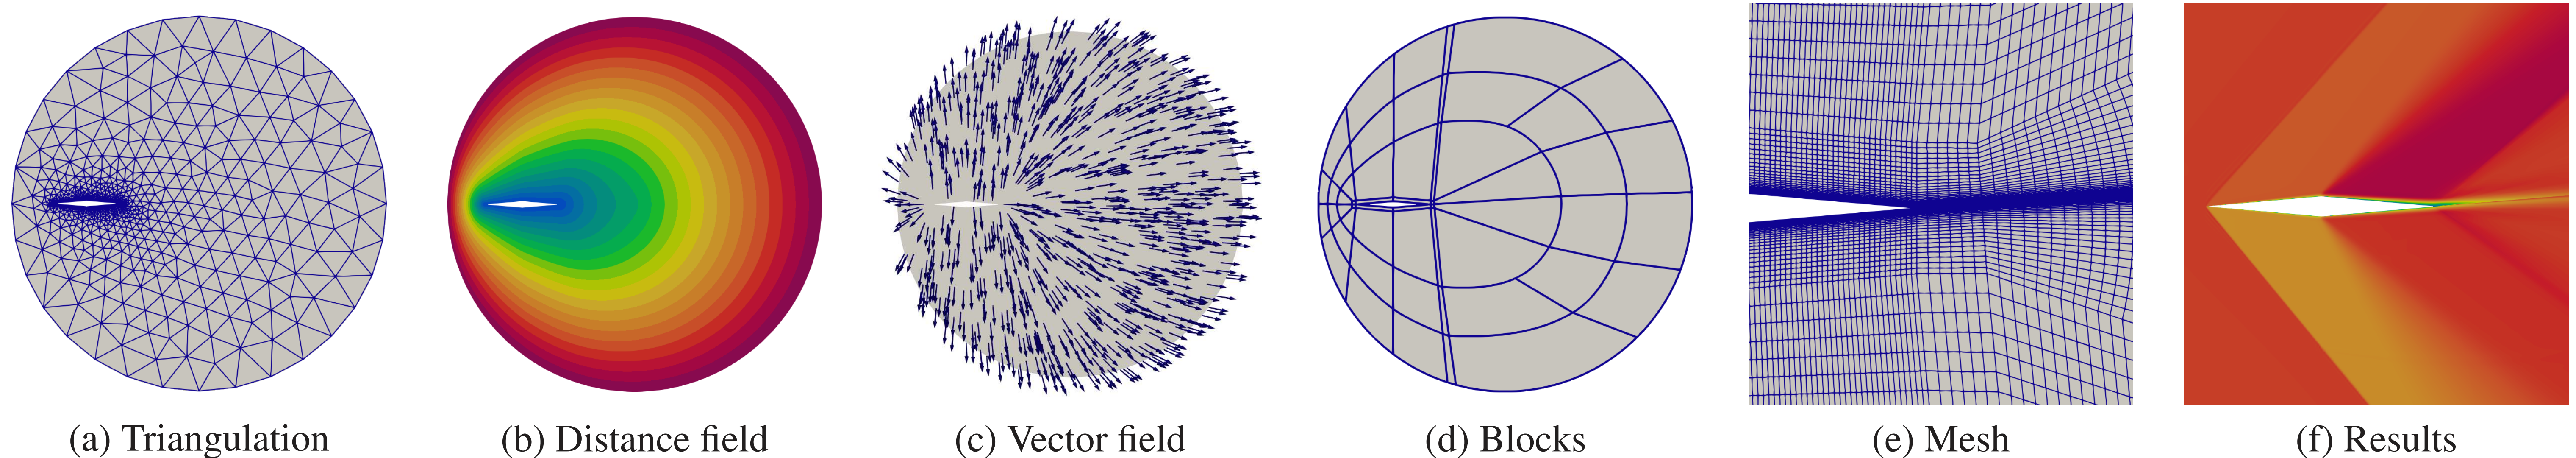 (a) Triangulation
(b) Distance field
(c) Vector field
(d) Blocks
(e) Mesh
(f) Results